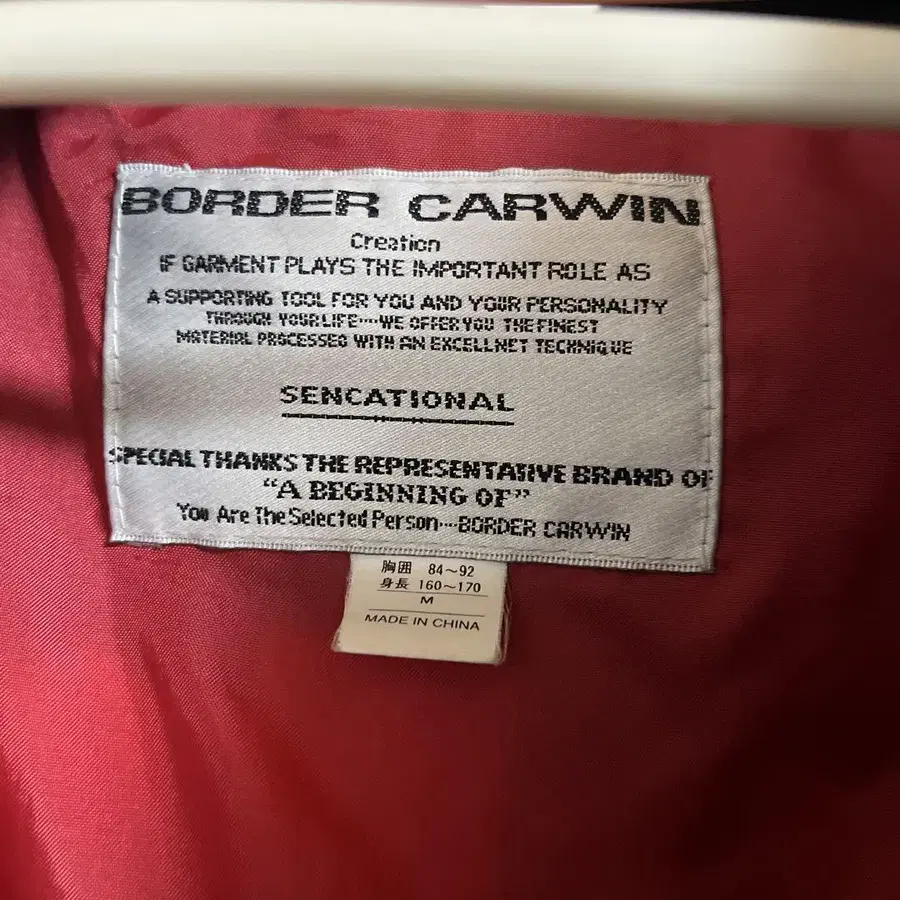 BORDER CARWIN
Creation
IF GARMENT PLAYS THE IMPORTANT ROLE AS
A SUPPORTING TOOL FOR YOU AND YOUR PERSONALITY
THROUGH YOUR LIFE····WE OFFER YOU THE FINEST
MATERIAL PROCESSED WITH AN EXCELLNET TECHNIQUE
SENCATIONAL
SPECIAL THANKS THE REPRESENTATIVE BRAND OF
“A BEGINNING OF”
You Are The Selected Person···BORDER CARWIN
胸囲 84～92
身長 160～170
M
MADE IN CHINA